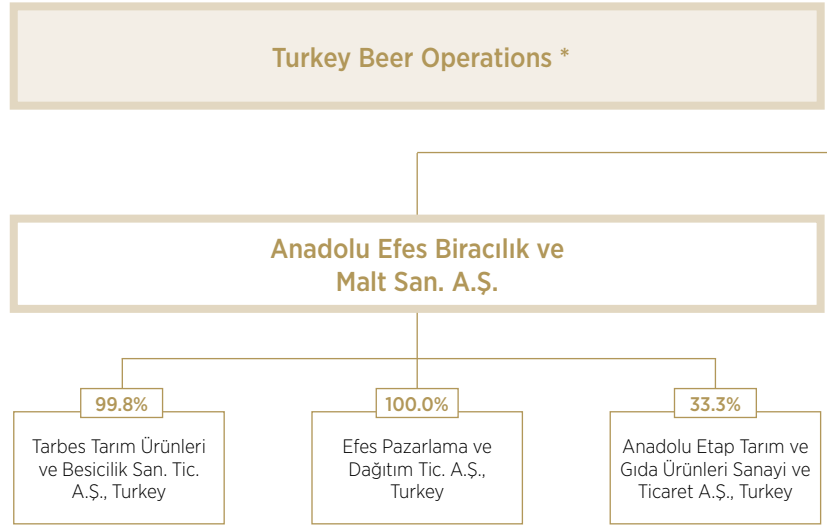 Turkey Beer Operations *
Anadolu Efes Biracılık ve
Malt San. A.Ş.
99.8%
Tarbes Tarım Ürünleri
ve Besicilik San. Tic.
A.Ş., Turkey
100.0%
Efes Pazarlama ve
Dağıtım Tic. A.Ş.,
Turkey
33.3%
Anadolu Etap Tarım ve
Gıda Ürünleri Sanayi ve
Ticaret A.Ş., Turkey